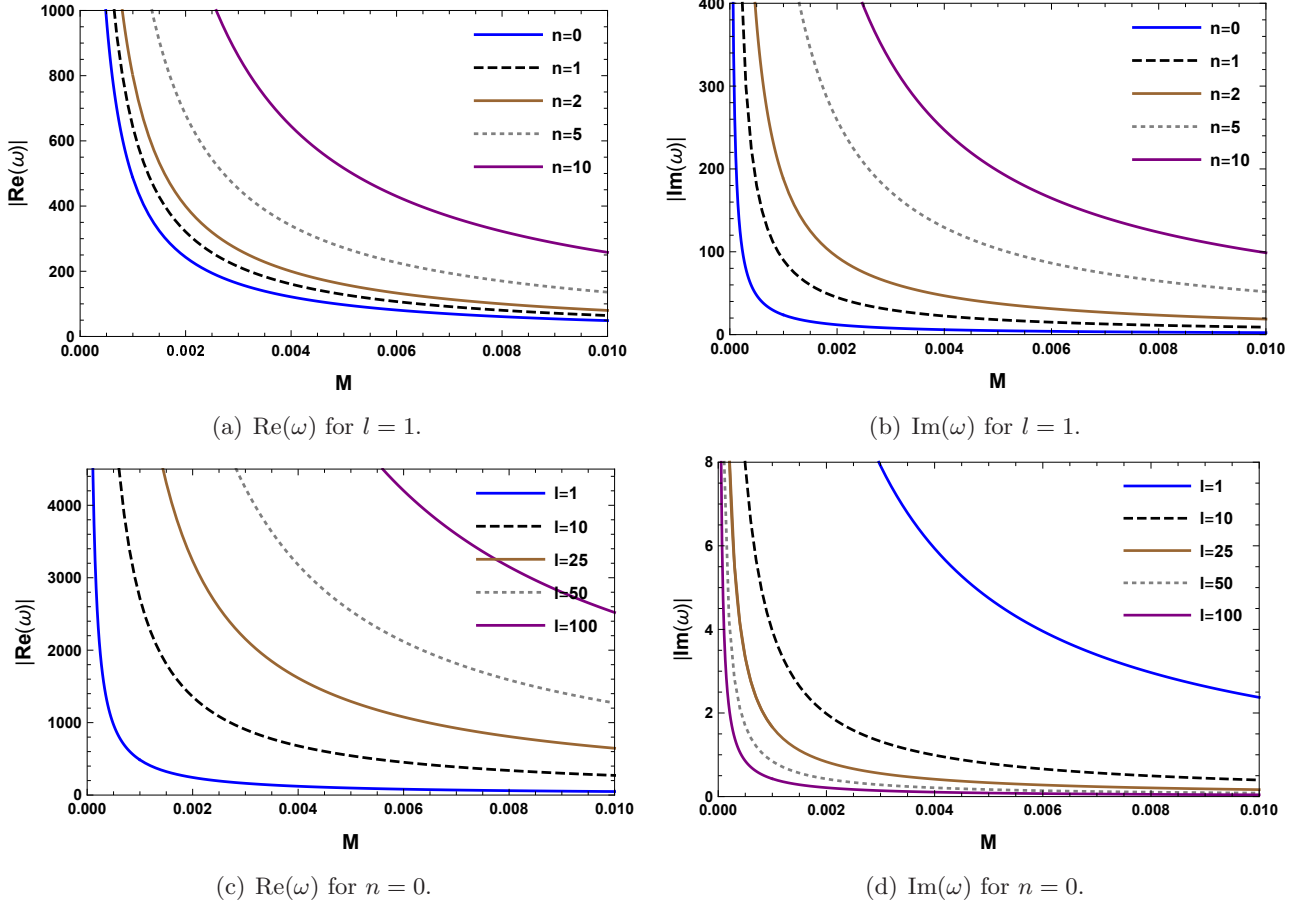 1000
800
600
400
200
0
|Re(ω)|
0.000 0.002 0.004 0.006 0.008 0.010
M
n=0
n=1
n=2
n=5
n=10
(a) Re(ω) for l = 1.
400
300
200
100
0
|Im(ω)|
0.000 0.002 0.004 0.006 0.008 0.010
M
n=0
n=1
n=2
n=5
n=10
(b) Im(ω) for l = 1.
4000
3000
2000
1000
0
|Re(ω)|
0.000 0.002 0.004 0.006 0.008 0.010
M
l=1
l=10
l=25
l=50
l=100
(c) Re(ω) for n = 0.
8
6
4
2
0
|Im(ω)|
0.000 0.002 0.004 0.006 0.008 0.010
M
l=1
l=10
l=25
l=50
l=100
(d) Im(ω) for n = 0.